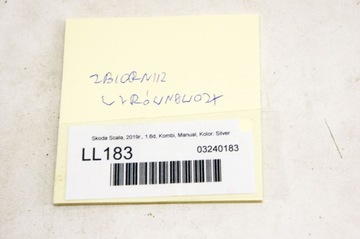 ZBIORNIK
WYRÓWNAWCZY
Skoda Scala, 2019r., 1.6d, Kombi, Manual, Kolor: Silver
LL183
03240183